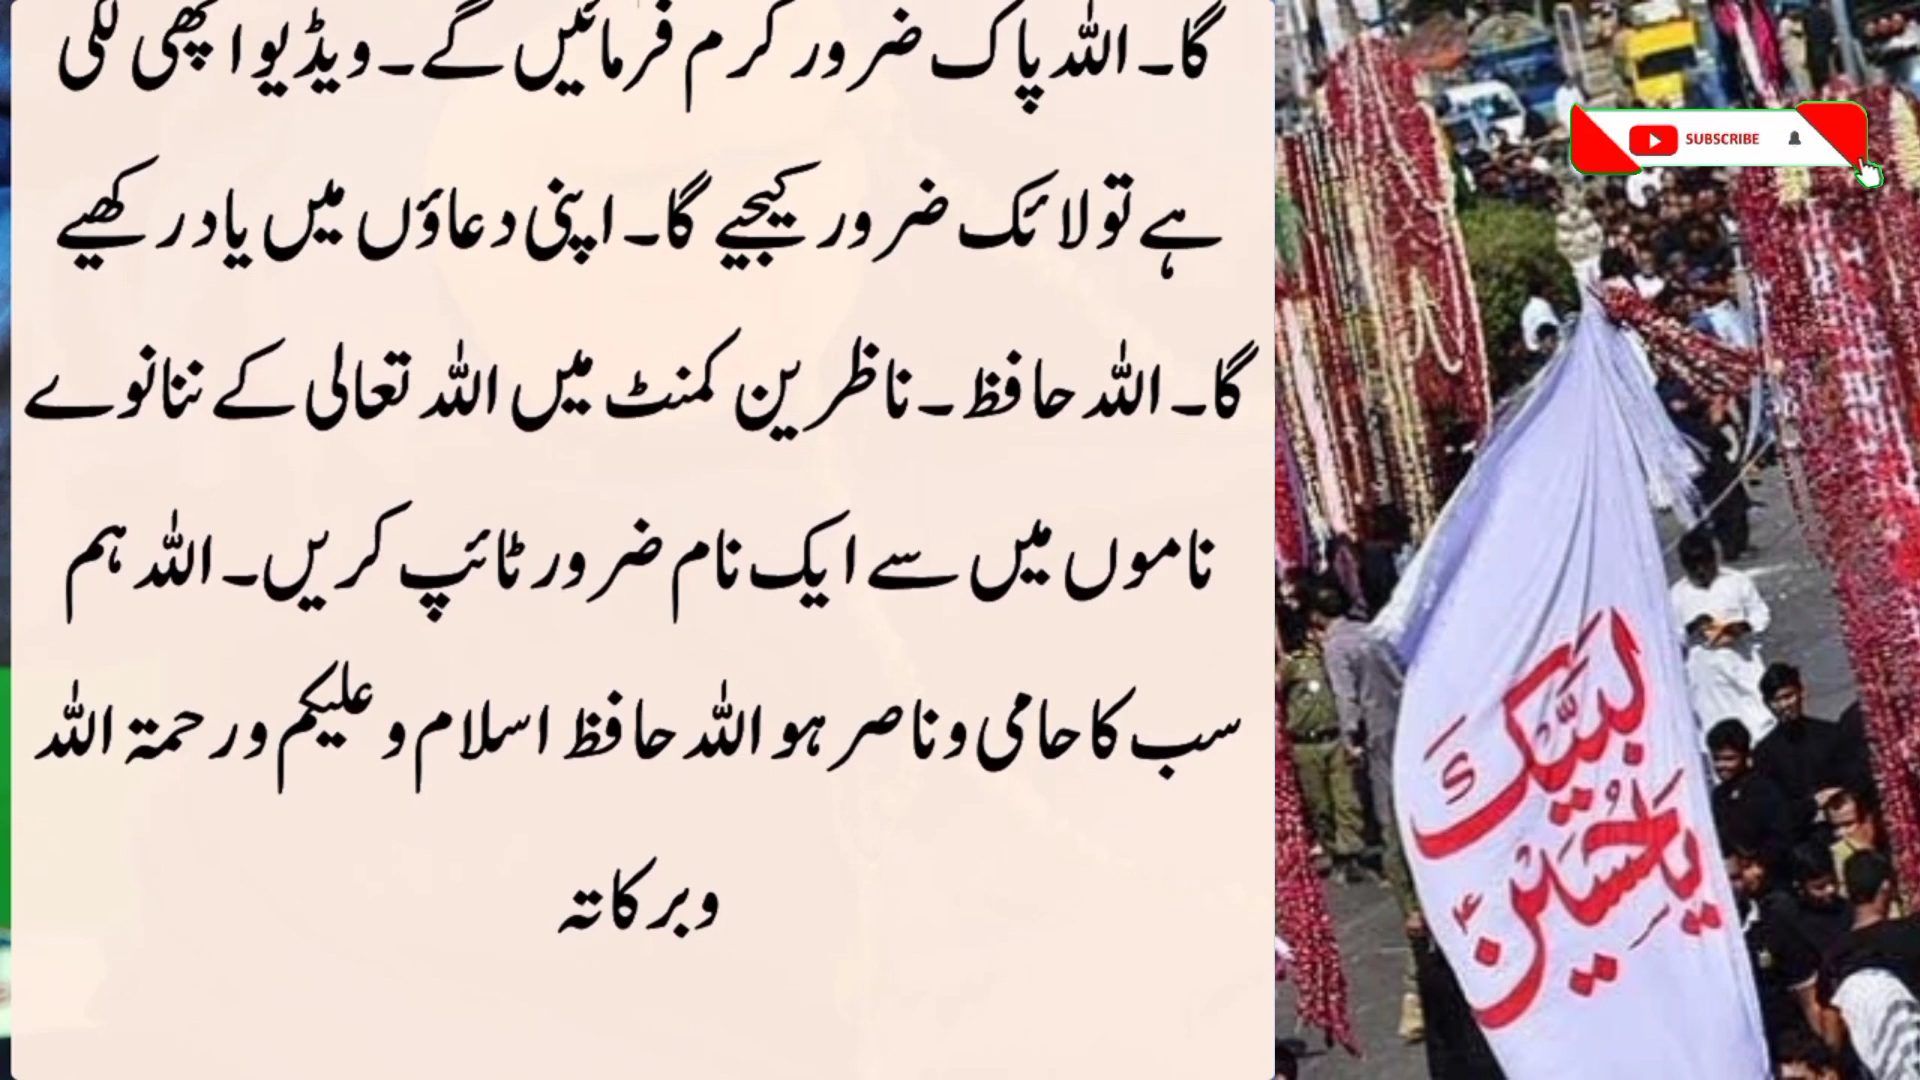 گا۔ اللہ پاک ضرور کرم فرمائیں گے۔ ویڈیو اچھی لگی
ہے تو لائک ضرور کیجیے گا۔ اپنی دعاؤں میں یاد رکھیے
گا۔ اللہ حافظ۔ ناظرین کمنٹ میں اللہ تعالی کے ننانوے
ناموں میں سے ایک نام ضرور ٹائپ کریں۔ اللہ ہم
سب کا حامی و ناصر ہو اللہ حافظ اسلام و علیکم ورحمۃ اللہ
وبرکاتہ
SUBSCRIBE
لبیک
یا حسین